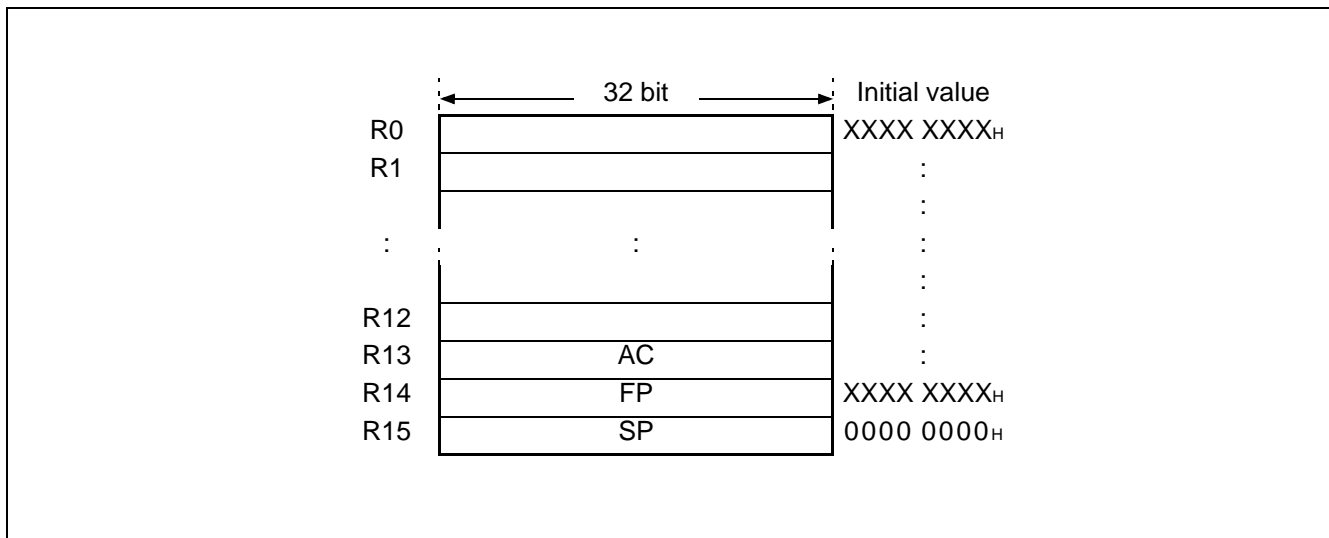 32 bit Initial value
R0 XXXX XXXXH
R1 :
:
: : :
:
R12 :
R13 AC :
R14 FP XXXX XXXXH
R15 SP 0000 0000H